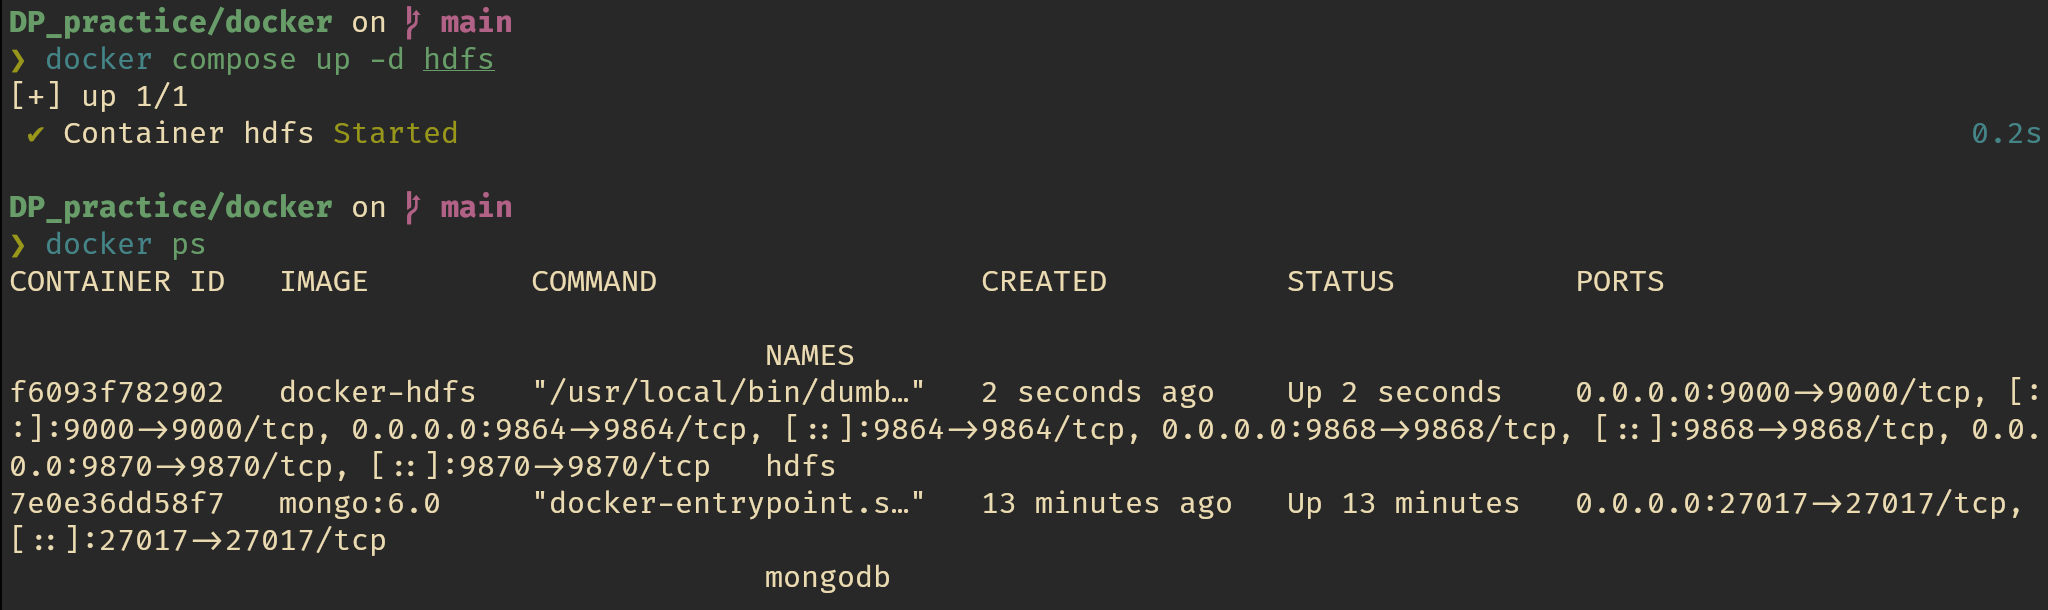 DP_practice/docker on main
❯ docker compose up -d hdfs
[+] up 1/1
✔ Container hdfs Started 0.2s
DP_practice/docker on main
❯ docker ps
CONTAINER ID   IMAGE         COMMAND                  CREATED          STATUS          PORTS
NAMES
f6093f782902   docker-hdfs   "/usr/local/bin/dumb…"   2 seconds ago    Up 2 seconds    0.0.0.0:9000->9000/tcp, [:
:]:9000->9000/tcp, 0.0.0.0:9864->9864/tcp, [::]:9864->9864/tcp, 0.0.0.0:9868->9868/tcp, [::]:9868->9868/tcp, 0.0.
0.0:9870->9870/tcp, [::]:9870->9870/tcp   hdfs
7e0e36dd58f7   mongo:6.0     "docker-entrypoint.s…"   13 minutes ago   Up 13 minutes   0.0.0.0:27017->27017/tcp,
[::]:27017->27017/tcp
mongodb